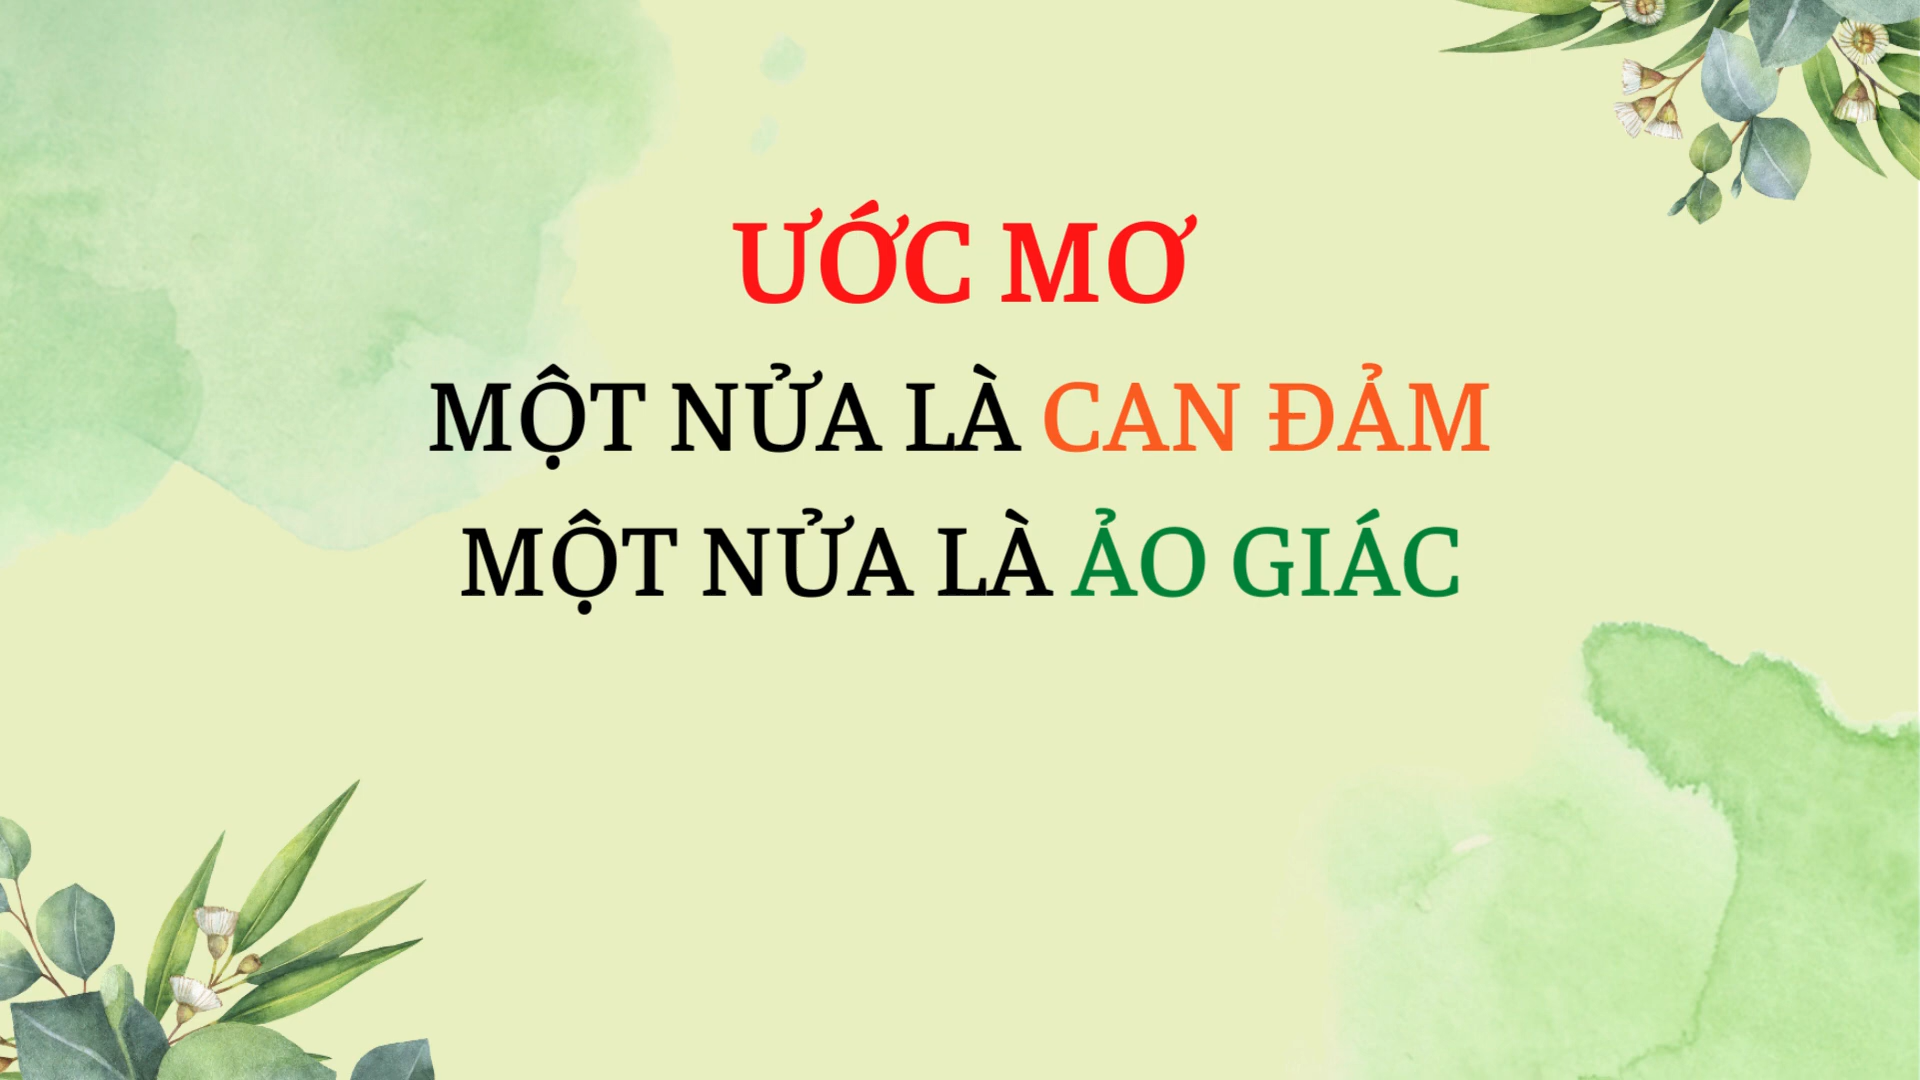 ƯỚC MƠ
MỘT NỬA LÀ CAN ĐẢM
MỘT NỬA LÀ ẢO GIÁC